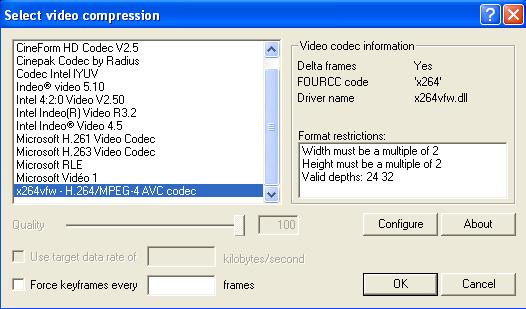 Select video compression
CineForm HD Codec V2.5
Cinepak Codec by Radius
Codec Intel IYUV
Indeo® video 5.10
Intel 4:2:0 Video V2.50
Intel Indeo(R) Video R3.2
Intel Indeo® Video 4.5
Microsoft H.261 Video Codec
Microsoft H.263 Video Codec
Microsoft RLE
Microsoft Vidéo 1
x264vfw - H.264/MPEG-4 AVC codec
Video codec information
Delta frames Yes
FOURCC code 'x264'
Driver name x264vfw.dll
Format restrictions:
Width must be a multiple of 2
Height must be a multiple of 2
Valid depths: 24 32
Quality 100
Configure About
Use target data rate of kilobytes/second
Force keyframes every frames
OK Cancel